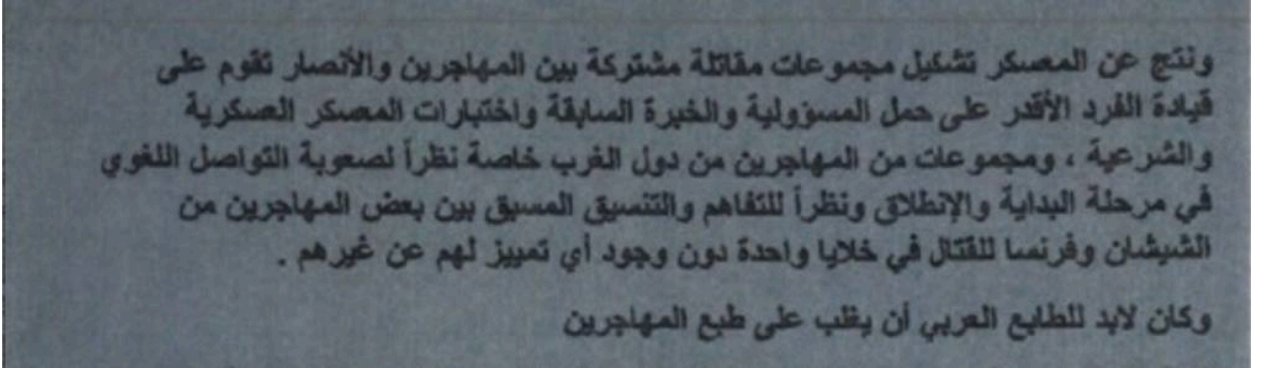 ونتج عن المعسكر تشكيل مجموعات مقاتلة مشتركة بين المهاجرين والأنصار تقوم على
قيادة الفرد الأقدر على حمل المسؤولية والخبرة السابقة واختبارات المعسكر العسكرية
والشرعية ، ومجموعات من المهاجرين من دول الغرب خاصة نظراً لصعوبة التواصل اللغوي
في مرحلة البداية والإنطلاق ونظراً للتفاهم والتنسيق المسبق بين بعض المهاجرين من
الشيشان وفرنسا للقتال في خلايا واحدة دون وجود أي تمييز لهم عن غيرهم .
وكان لابد للطابع العربي أن يغلب على طبع المهاجرين